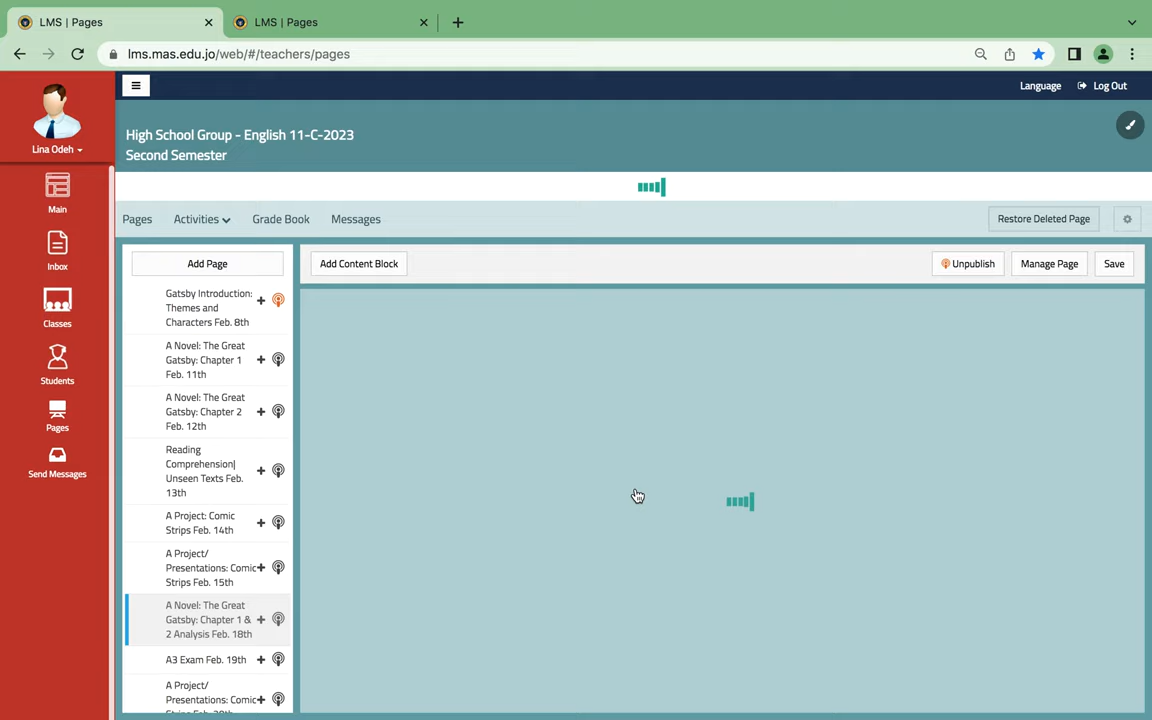 LMS | Pages
LMS | Pages
lms.mas.edu.jo/web/#/teachers/pages
Language
Log Out
Lina Odeh
High School Group - English 11-C-2023
Second Semester
Main
Inbox
Classes
Students
Pages
Send Messages
Pages
Activities
Grade Book
Messages
Restore Deleted Page
Add Page
Add Content Block
Unpublish
Manage Page
Save
Gatsby Introduction:
Themes and
Characters Feb. 8th
A Novel: The Great
Gatsby: Chapter 1
Feb. 11th
A Novel: The Great
Gatsby: Chapter 2
Feb. 12th
Reading
Comprehension|
Unseen Texts Feb.
13th
A Project: Comic
Strips Feb. 14th
A Project/
Presentations: Comic
Strips Feb. 15th
A Novel: The Great
Gatsby: Chapter 1 &
2 Analysis Feb. 18th
A3 Exam Feb. 19th
A Project/
Presentations: Comic